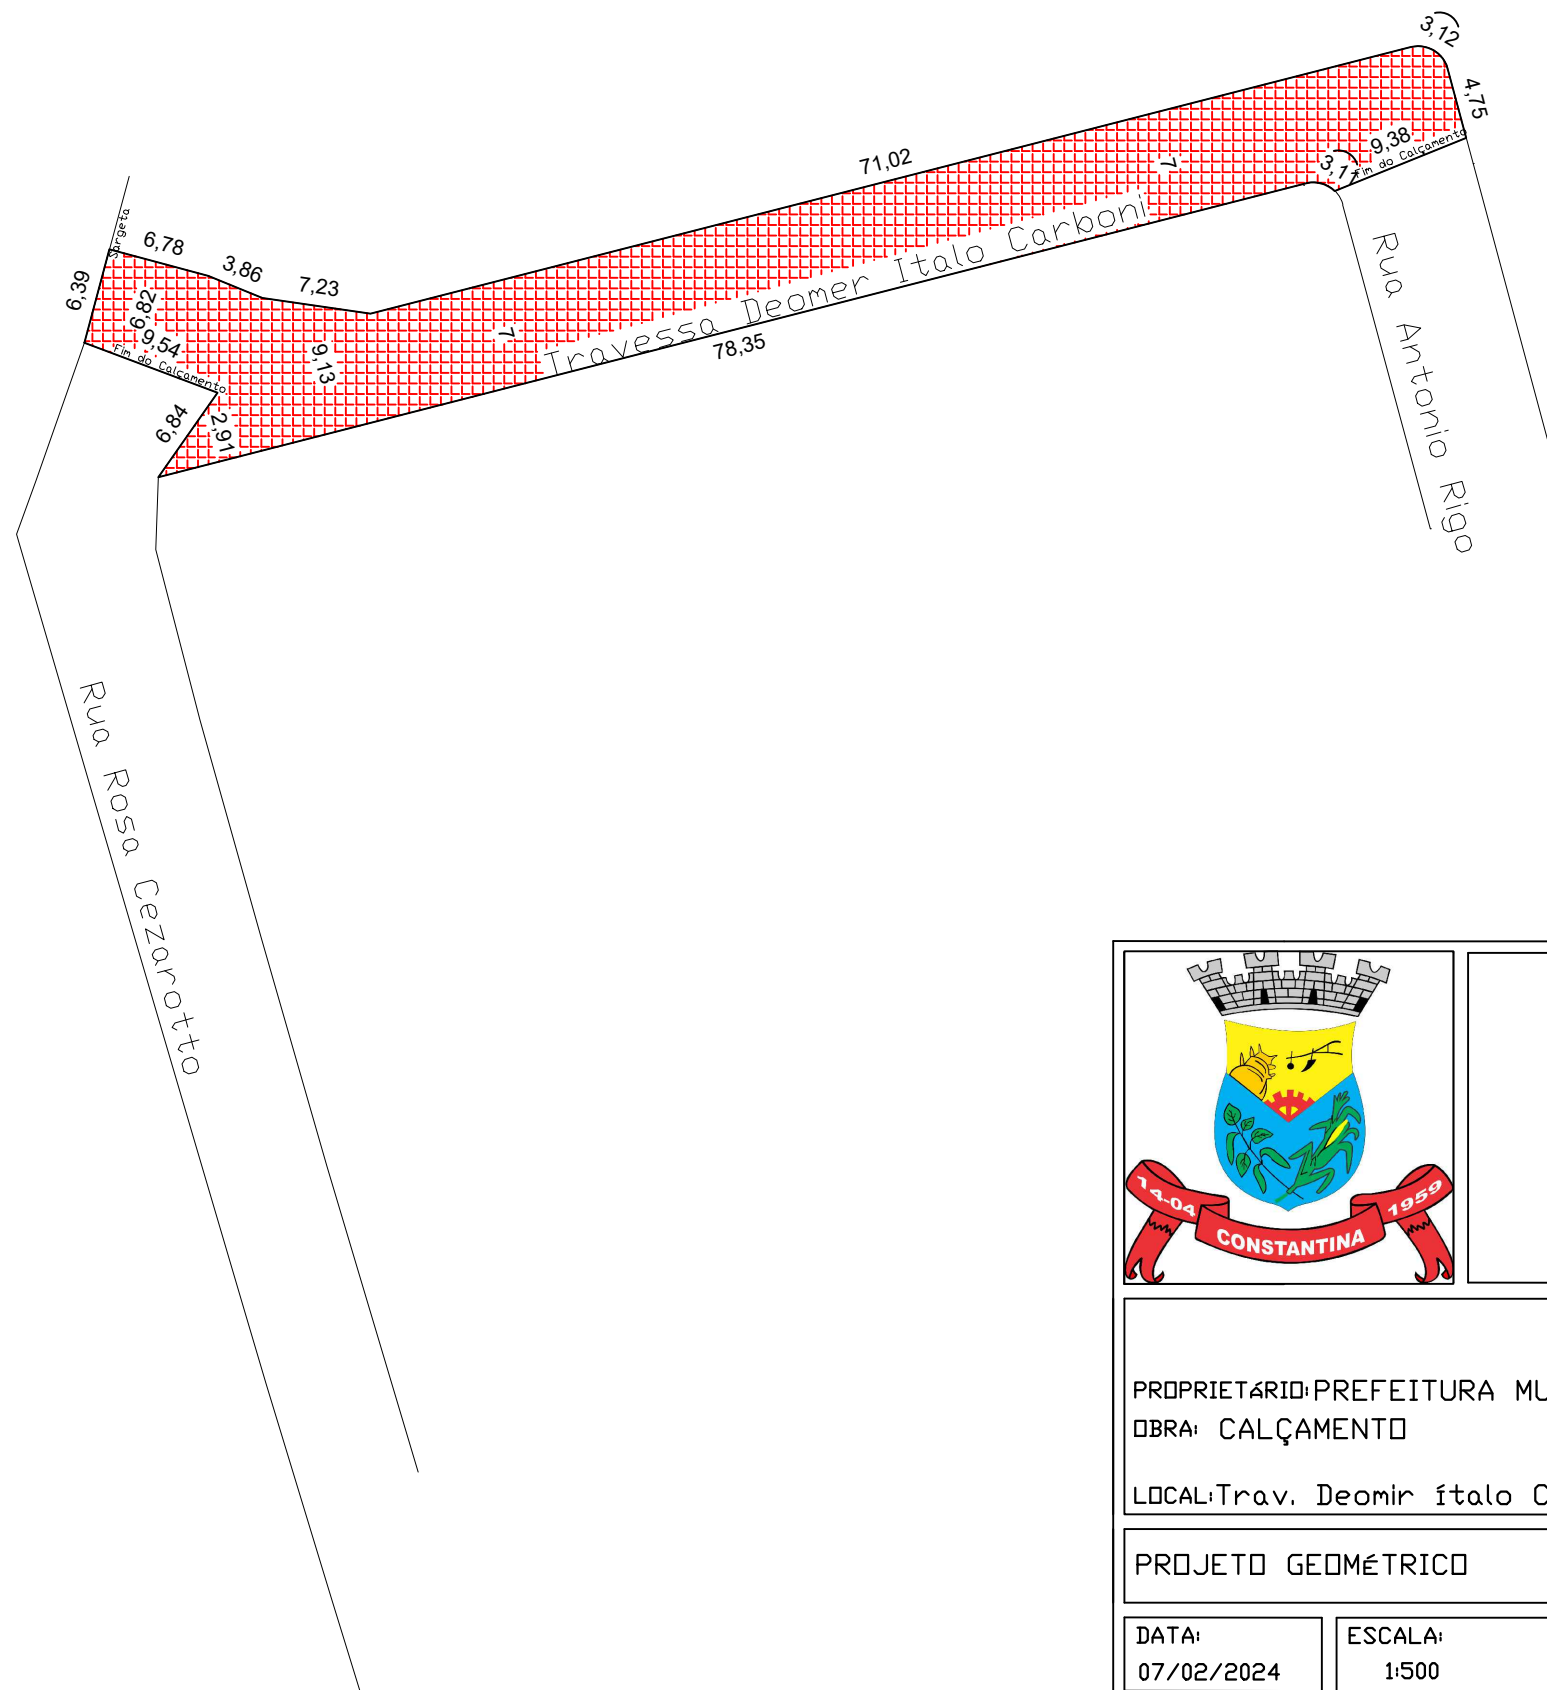 3,12
4,75
9,38
Fim do Calçamento
3,11
71,02
7
Sargeta
6,78
3,86
7,23
6,39
6,82
9,54
Fim do Calçamento
9,13
7
Travessa Deomer Italo Carboni
78,35
6,84
2,91
Rua Antonio Rigo
Rua Rosa Cezarotto
14-04
CONSTANTINA
1959
PROPRIETáRIO: PREFEITURA MU
OBRA: CALÇAMENTO
LOCAL: Trav. Deomir ítalo C
PROJETO GEOMéTRICO
DATA:
07/02/2024
ESCALA:
1:500